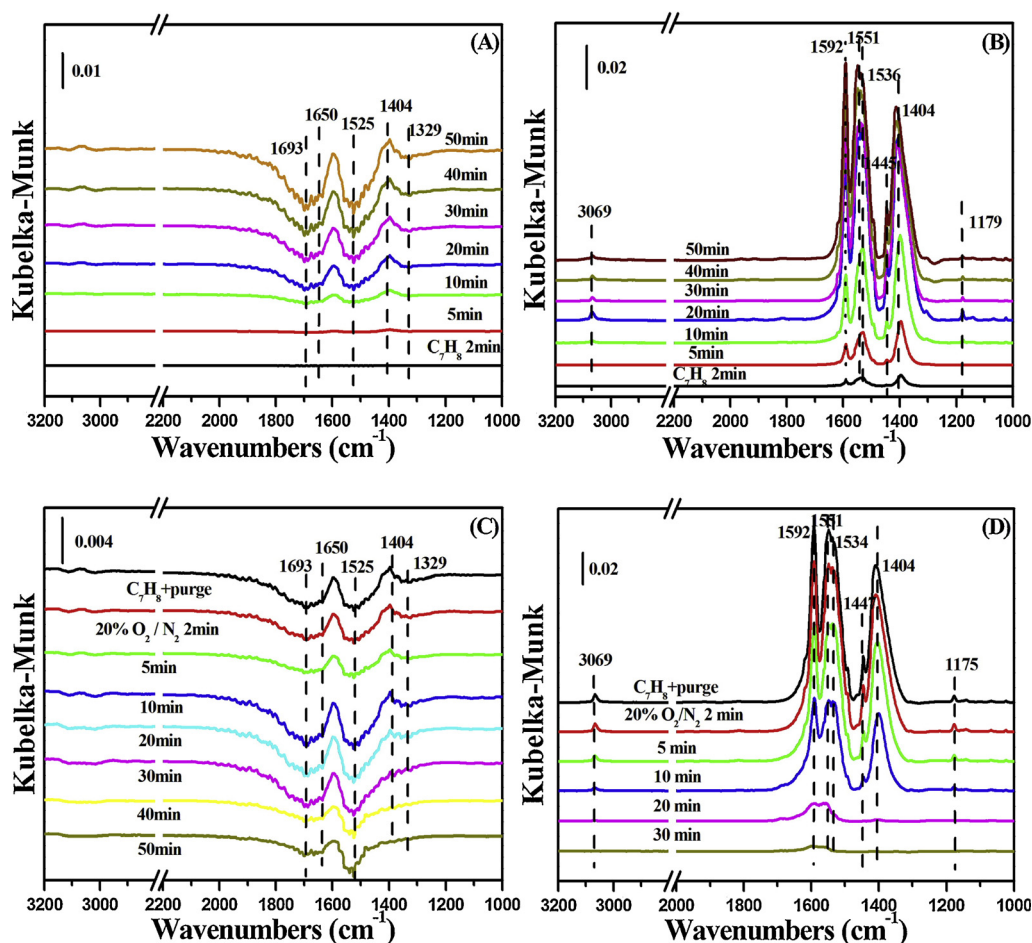 (A)
0.01
1693
1650
1525
1404
1329
50min
40min
30min
20min
10min
5min
C₇H₈ 2min
Kubelka-Munk
3200 3000 2200 2000 1800 1600 1400 1200 1000
Wavenumbers (cm⁻¹)
(B)
0.02
1592
1551
1536
1404
1445
3069
1179
50min
40min
30min
20min
10min
5min
C₇H₈ 2min
Kubelka-Munk
3200 3000 2200 2000 1800 1600 1400 1200 1000
Wavenumbers (cm⁻¹)
(C)
0.004
1693
1650
1525
1404
1329
C₇H₈+purge
20% O₂ / N₂ 2min
5min
10min
20min
30min
40min
50min
Kubelka-Munk
3200 3000 2200 2000 1800 1600 1400 1200 1000
Wavenumbers (cm⁻¹)
(D)
0.02
1592
1551
1534
1404
3069
1175
C₇H₈+purge
20% O₂/N₂ 2 min
5 min
10 min
20 min
30 min
Kubelka-Munk
3200 3000 2000 1800 1600 1400 1200 1000
Wavenumbers (cm⁻¹)